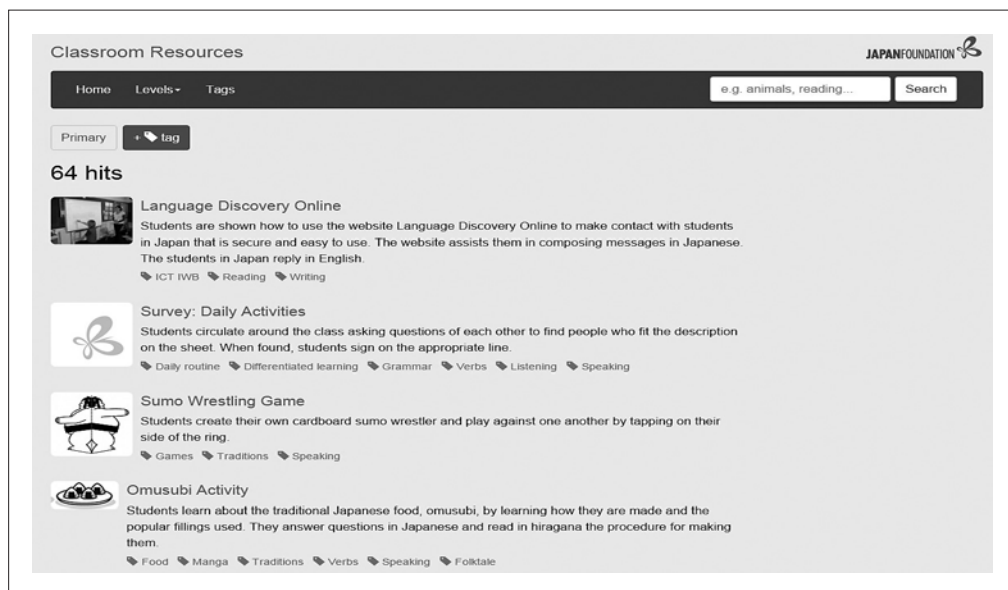 Classroom Resources
JAPANFOUNDATION
Home Levels Tags e.g. animals, reading... Search
Primary + tag
64 hits
Language Discovery Online
Students are shown how to use the website Language Discovery Online to make contact with students
in Japan that is secure and easy to use. The website assists them in composing messages in Japanese.
The students in Japan reply in English.
ICT IWB Reading Writing
Survey: Daily Activities
Students circulate around the class asking questions of each other to find people who fit the description
on the sheet. When found, students sign on the appropriate line.
Daily routine Differentiated learning Grammar Verbs Listening Speaking
Sumo Wrestling Game
Students create their own cardboard sumo wrestler and play against one another by tapping on their
side of the ring.
Games Traditions Speaking
Omusubi Activity
Students learn about the traditional Japanese food, omusubi, by learning how they are made and the
popular fillings used. They answer questions in Japanese and read in hiragana the procedure for making
them.
Food Manga Traditions Verbs Speaking Folktale